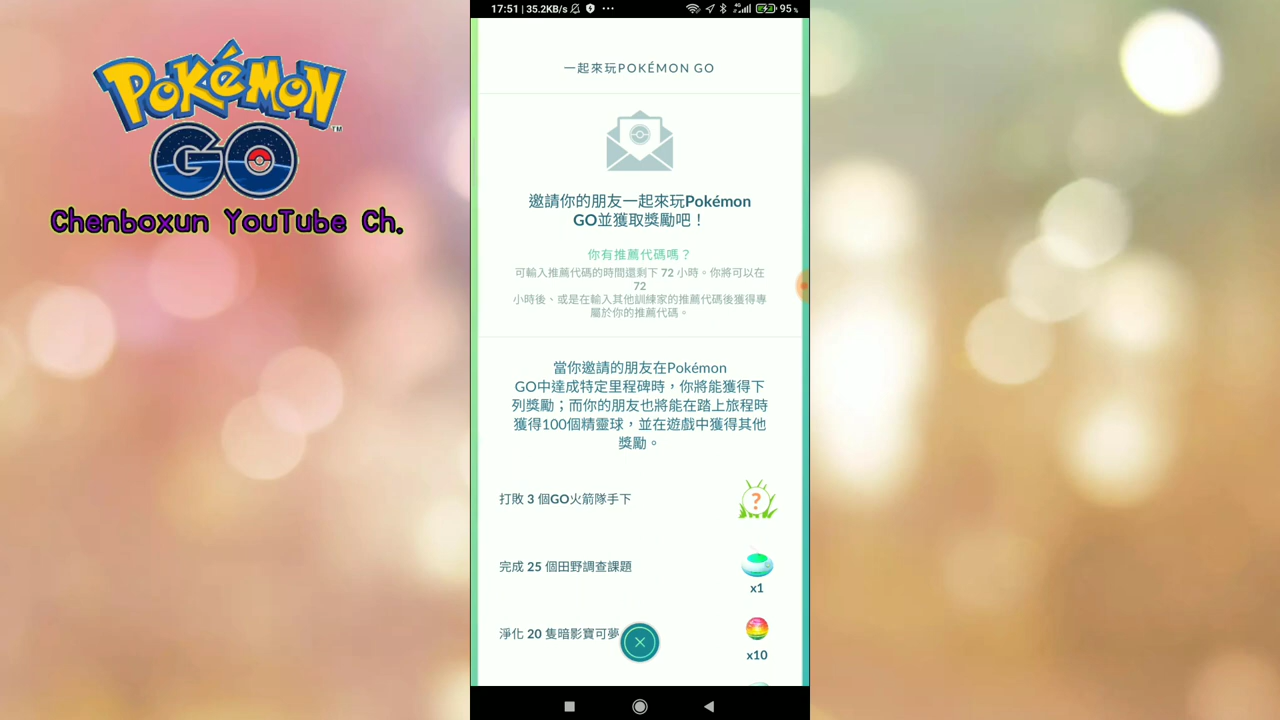 POKÉMON
GO
TM
Chenboxun YouTube Ch.
17:51 | 35.2KB/s
4G
95 %
一起來玩POKÉMON GO
邀請你的朋友一起來玩Pokémon
GO並獲取獎勵吧！
你有推薦代碼嗎？
可輸入推薦代碼的時間還剩下 72 小時。你將可以在
72
小時後、或是在輸入其他訓練家的推薦代碼後獲得專
屬於你的推薦代碼。
當你邀請的朋友在Pokémon
GO中達成特定里程碑時，你將能獲得下
列獎勵；而你的朋友也將能在踏上旅程時
獲得100個精靈球，並在遊戲中獲得其他
獎勵。
打敗 3 個GO火箭隊手下
?
完成 25 個田野調查課題
x1
淨化 20 隻暗影寶可夢
x10